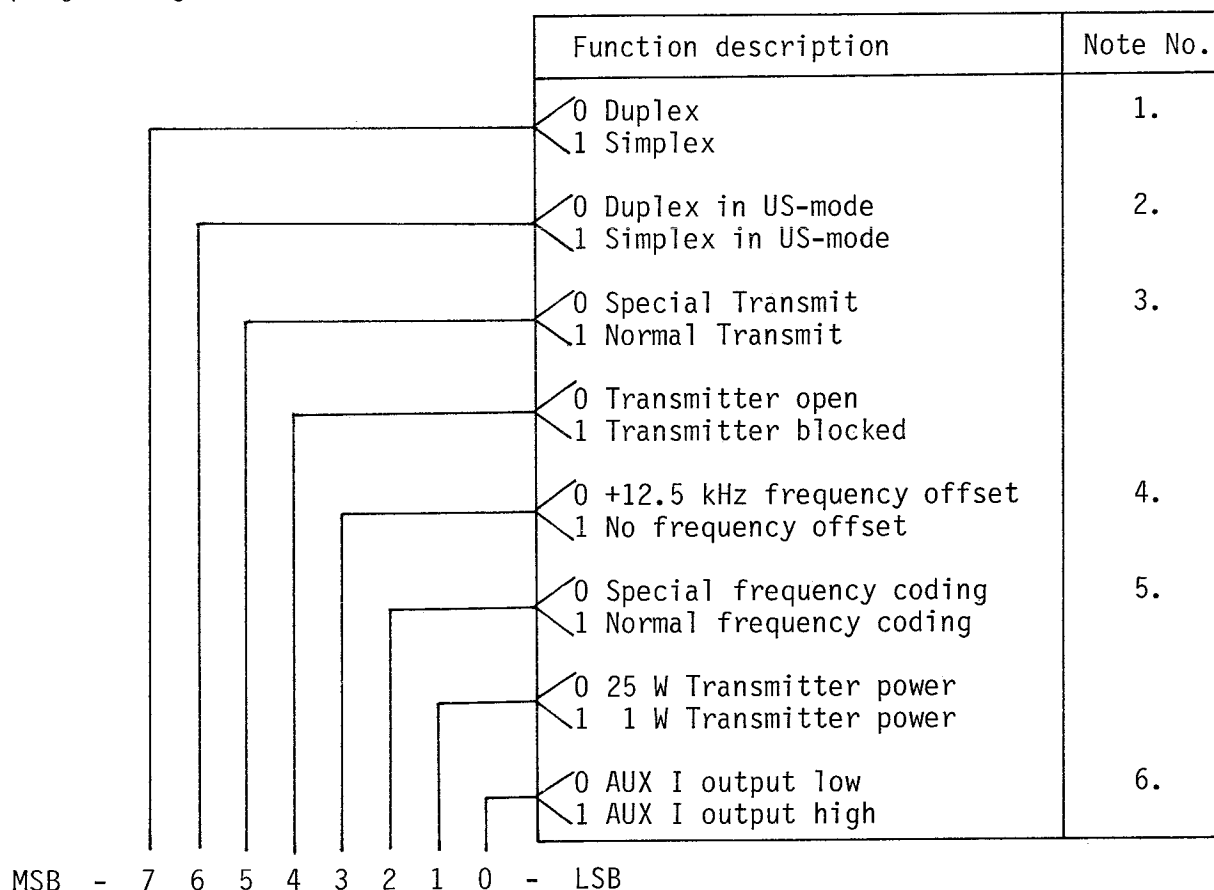 Function description Note No.
0 Duplex 1.
1 Simplex
0 Duplex in US-mode 2.
1 Simplex in US-mode
0 Special Transmit 3.
1 Normal Transmit
0 Transmitter open
1 Transmitter blocked
0 +12.5 kHz frequency offset 4.
1 No frequency offset
0 Special frequency coding 5.
1 Normal frequency coding
0 25 W Transmitter power
1 1 W Transmitter power
0 AUX I output low 6.
1 AUX I output high
MSB - 7 6 5 4 3 2 1 0 - LSB